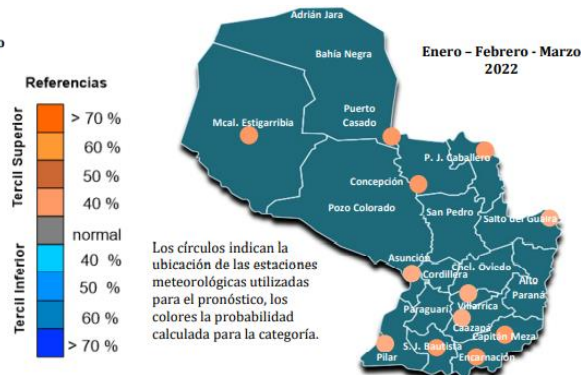 o
Referencias
Tercil Superior
> 70 %
60 %
50 %
40 %
normal
Tercil Inferior
40 %
50 %
60 %
> 70 %
Los círculos indican la
ubicación de las estaciones
meteorológicas utilizadas
para el pronóstico, los
colores la probabilidad
calculada para la categoría.
Enero – Febrero - Marzo
2022
Adrián Jara
Bahía Negra
Mcal. Estigarribia
Puerto
Casado
P. J. Caballero
Concepción
Pozo Colorado
San Pedro
Salto del Guairá
Asunción
Cordillera
Cnel. Oviedo
Alto
Paraná
Paraguarí
Villarrica
Caazapá
Capitán Meza
Pilar
S. J. Bautista
Encarnación